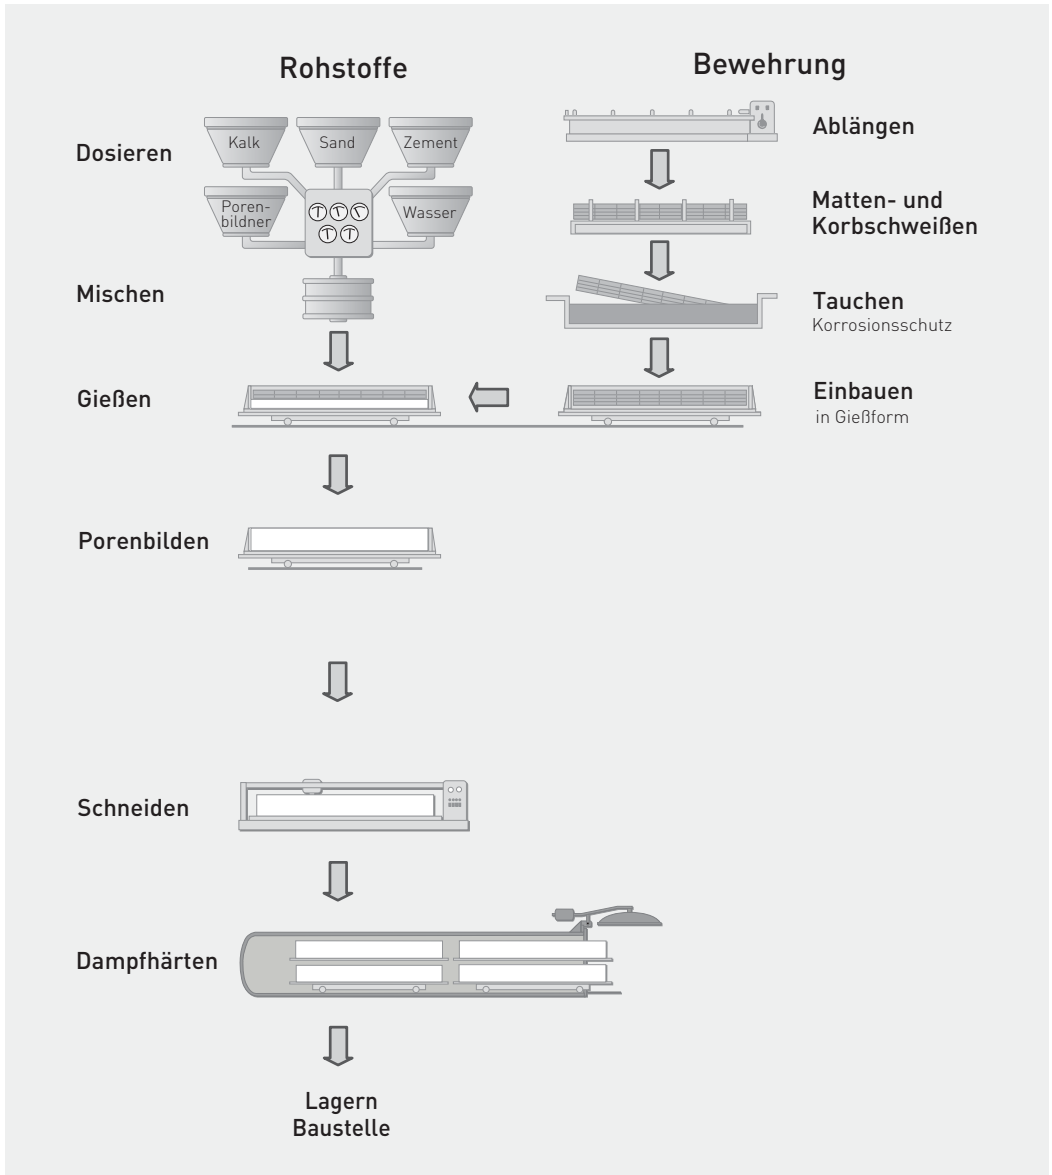 Rohstoffe
Bewehrung
Dosieren
Kalk
Sand
Zement
Poren-
bildner
Wasser
Mischen
Gießen
Ablängen
Matten- und
Korbschweißen
Tauchen
Korrosionsschutz
Einbauen
in Gießform
Porenbilden
Schneiden
Dampfhärten
Lagern
Baustelle